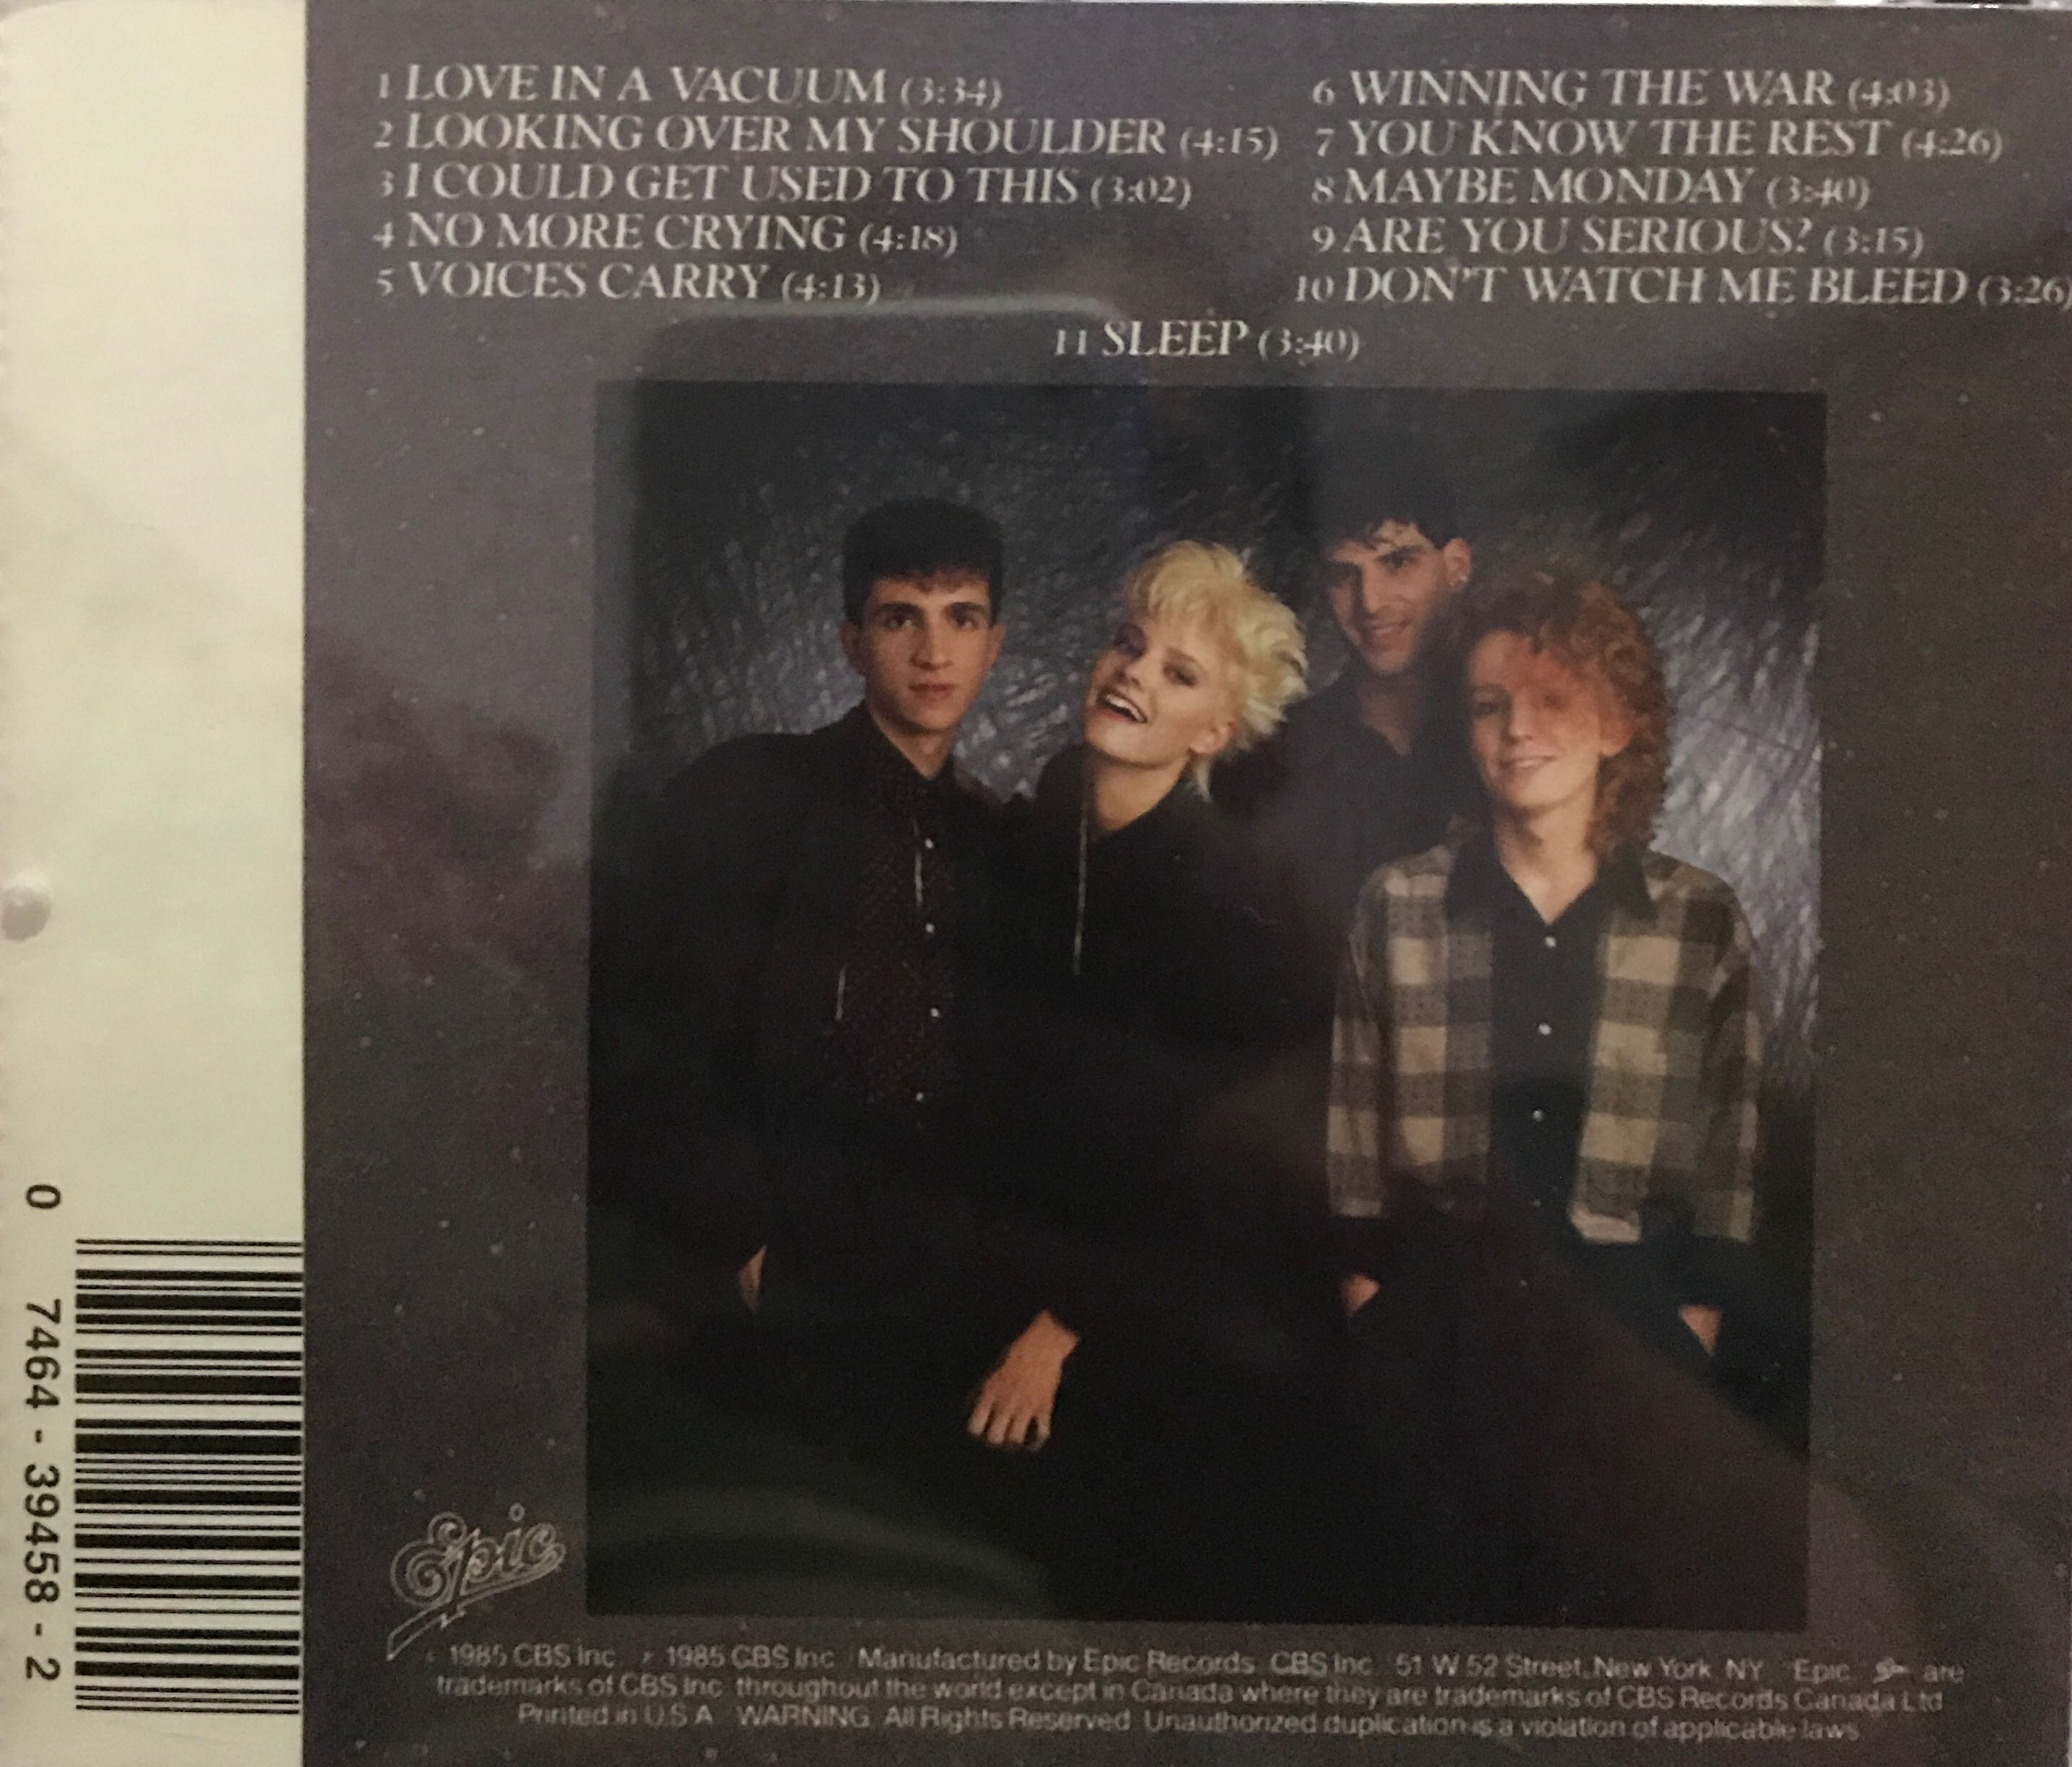 1 LOVE IN A VACUUM (3:34)
2 LOOKING OVER MY SHOULDER (4:15)
3 I COULD GET USED TO THIS (3:02)
4 NO MORE CRYING (4:18)
5 VOICES CARRY (4:13)
6 WINNING THE WAR (4:03)
7 YOU KNOW THE REST (4:26)
8 MAYBE MONDAY (3:40)
9 ARE YOU SERIOUS? (3:15)
10 DON'T WATCH ME BLEED (3:26)
11 SLEEP (3:40)
0 7464-39458-2
Epic
1985 CBS Inc 1985 CBS Inc Manufactured by Epic Records CBS Inc 51 W 52 Street, New York NY Epic are
trademarks of CBS Inc throughout the world except in Canada where they are trademarks of CBS Records Canada Ltd
Printed in U S A WARNING All Rights Reserved Unauthorized duplication is a violation of applicable laws